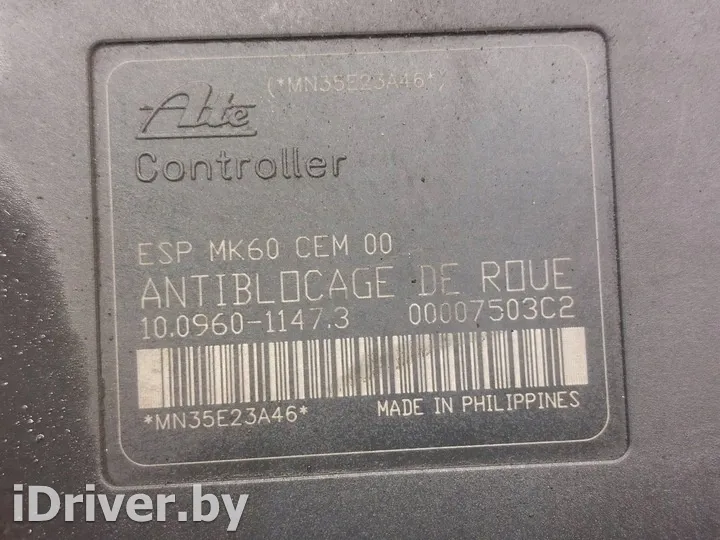 (*MN35E23A46*)
Ate
Controller
ESP MK60 CEM 00
ANTIBLOCAGE DE ROUE
10.0960-1147.3 00007503C2
*MN35E23A46* MADE IN PHILIPPINES
iDriver.by